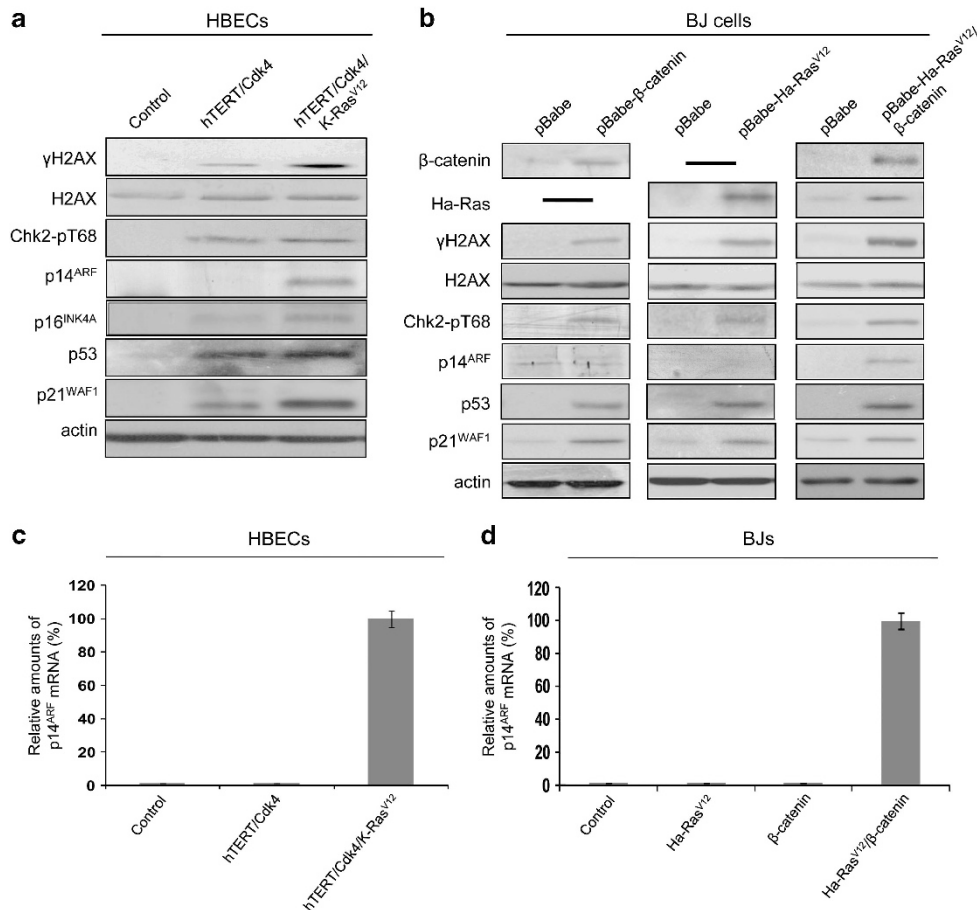 a
HBECs
Control
hTERT/Cdk4
hTERT/Cdk4/
K-Ras^V12
γH2AX
H2AX
Chk2-pT68
p14^ARF
p16^INK4A
p53
p21^WAF1
actin
b
BJ cells
pBabe
pBabe-β-catenin
pBabe
pBabe-Ha-Ras^V12
pBabe
pBabe-Ha-Ras^V12/
β-catenin
β-catenin
Ha-Ras
γH2AX
H2AX
Chk2-pT68
p14^ARF
p53
p21^WAF1
actin
c
HBECs
Relative amounts of
p14^ARF mRNA (%)
120
100
80
60
40
20
0
Control
hTERT/Cdk4
hTERT/Cdk4/K-Ras^V12
d
BJs
Relative amounts of
p14^ARF mRNA (%)
120
100
80
60
40
20
0
Control
Ha-Ras^V12
β-catenin
Ha-Ras^V12/β-catenin